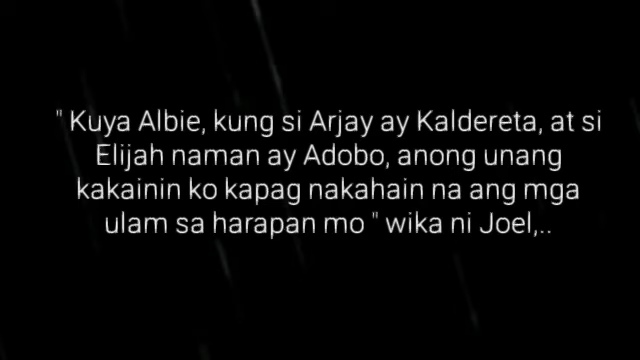 " Kuya Albie, kung si Arjay ay Kaldereta, at si
Elijah naman ay Adobo, anong unang
kakainin ko kapag nakahain na ang mga
ulam sa harapan mo " wika ni Joel,..